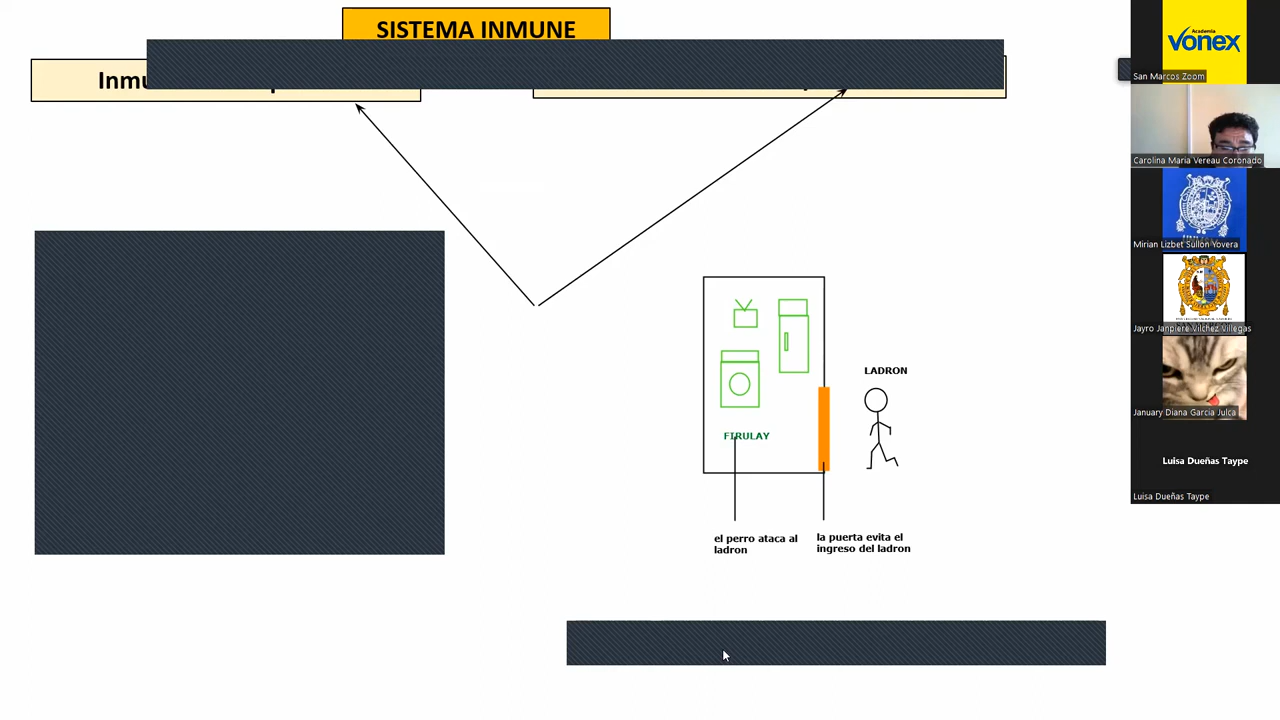 SISTEMA INMUNE
LADRON
FIRULAY
el perro ataca al
ladron
la puerta evita el
ingreso del ladron
Academia
vonex
San Marcos Zoom
Carolina Maria Vereau Coronado
Mirian Lizbet Sullon Yovera
Jayro Janpiere Vilchez Villegas
January Diana Garcia Julca
Luisa Dueñas Taype
Luisa Dueñas Taype